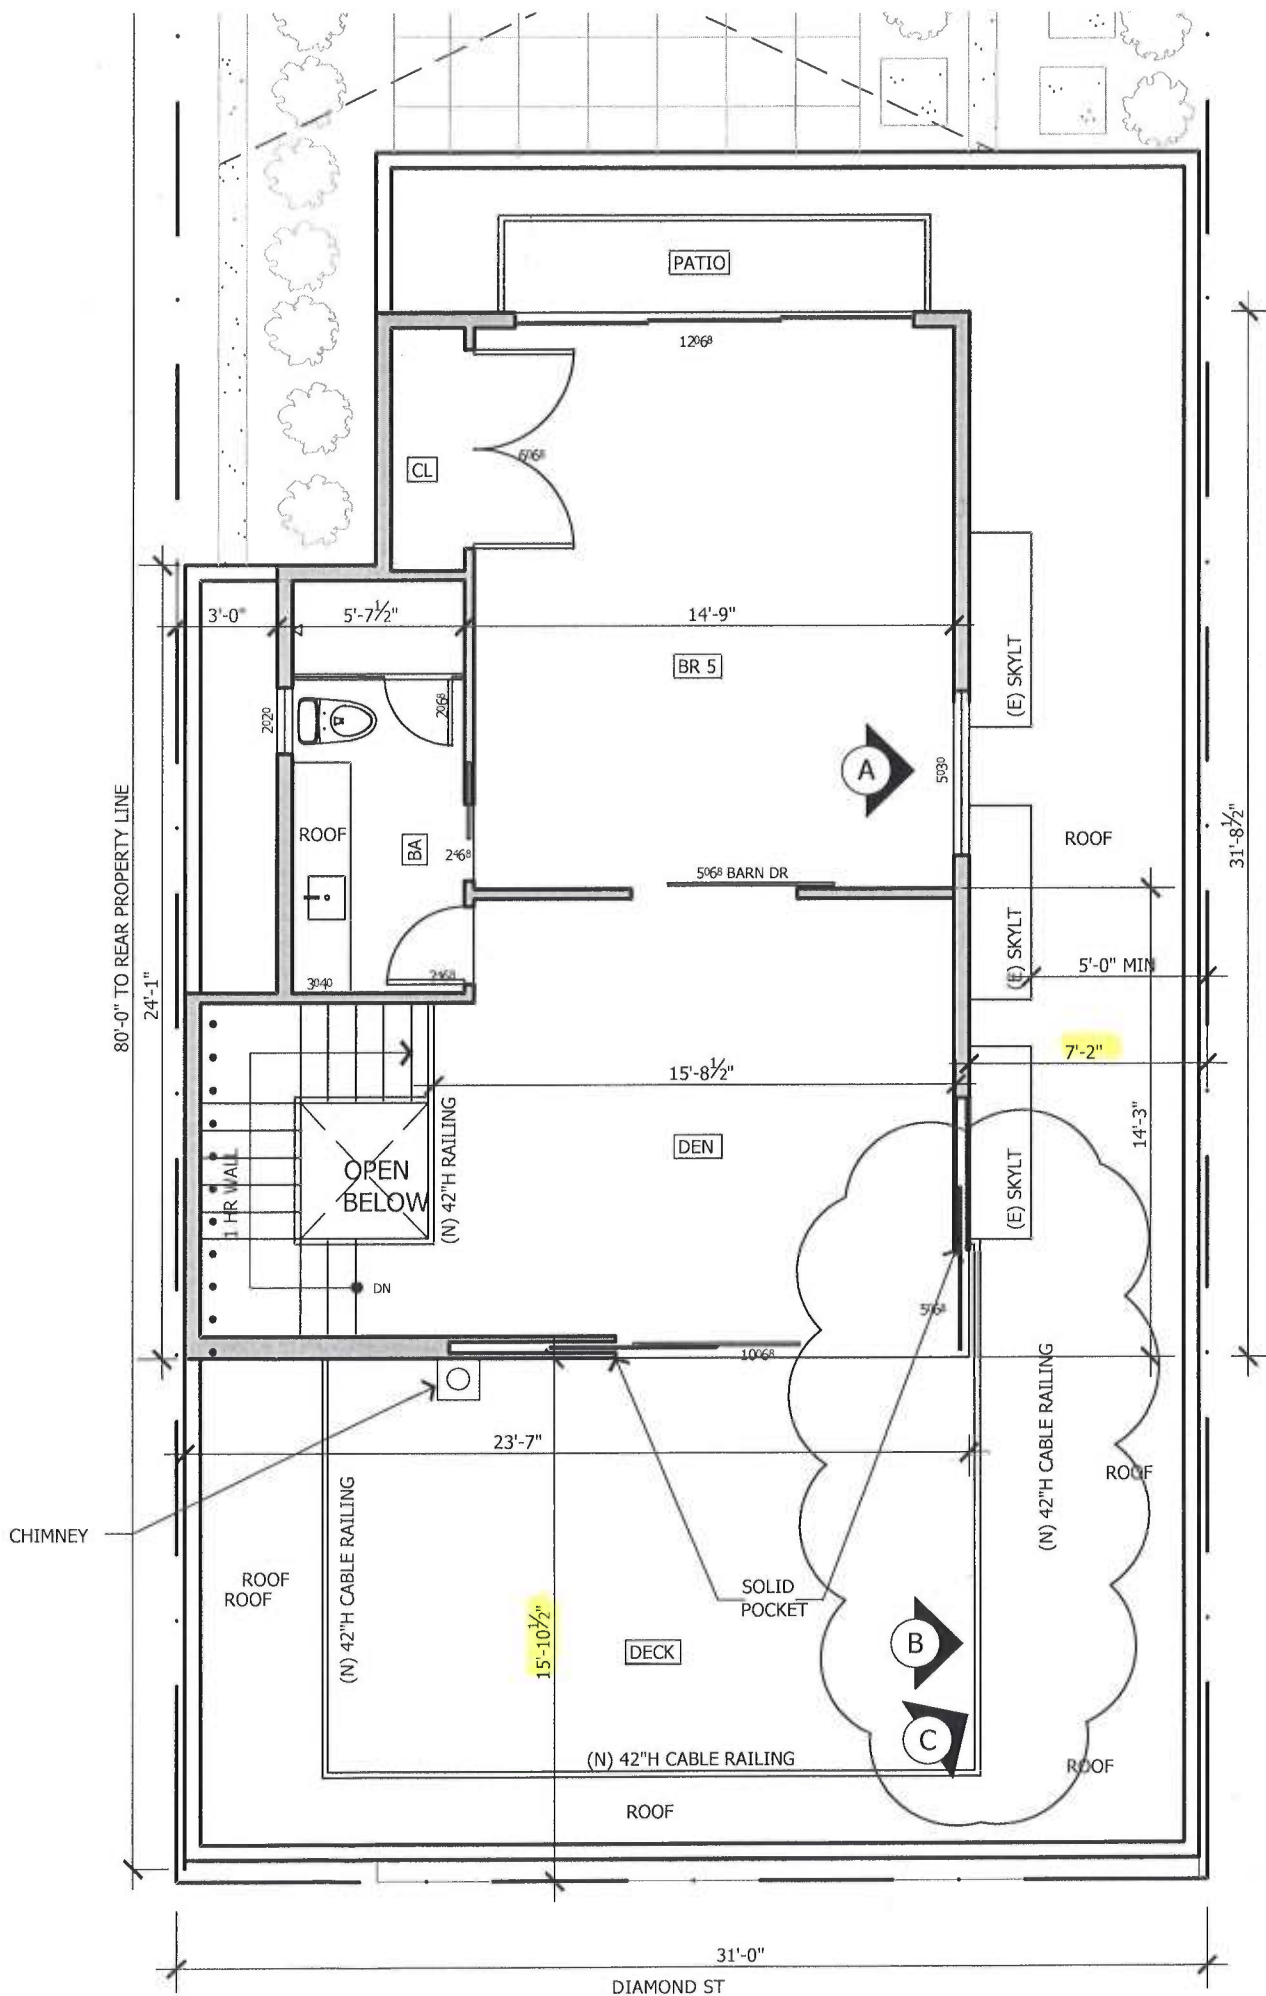 PATIO
12⁰6⁸
CL
6⁰6⁸
3'-0"
5'-7½"
14'-9"
BR 5
(E) SKYLT
2⁰6⁸
2⁰2⁰
A
5⁰3⁰
80'-0" TO REAR PROPERTY LINE
24'-1"
31'-8½"
ROOF
BA
2⁴6⁸
ROOF
5⁰6⁸ BARN DR
(E) SKYLT
5'-0" MIN
2⁴6⁸
3⁰4⁰
7'-2"
15'-8½"
14'-3"
DEN
(E) SKYLT
1 HR WALL
OPEN
BELOW
(N) 42"H RAILING
DN
5⁰6⁸
10⁰6⁸
23'-7"
(N) 42"H CABLE RAILING
ROOF
CHIMNEY
(N) 42"H CABLE RAILING
ROOF
ROOF
SOLID
POCKET
15'-10½"
DECK
B
C
(N) 42"H CABLE RAILING
ROOF
ROOF
31'-0"
DIAMOND ST